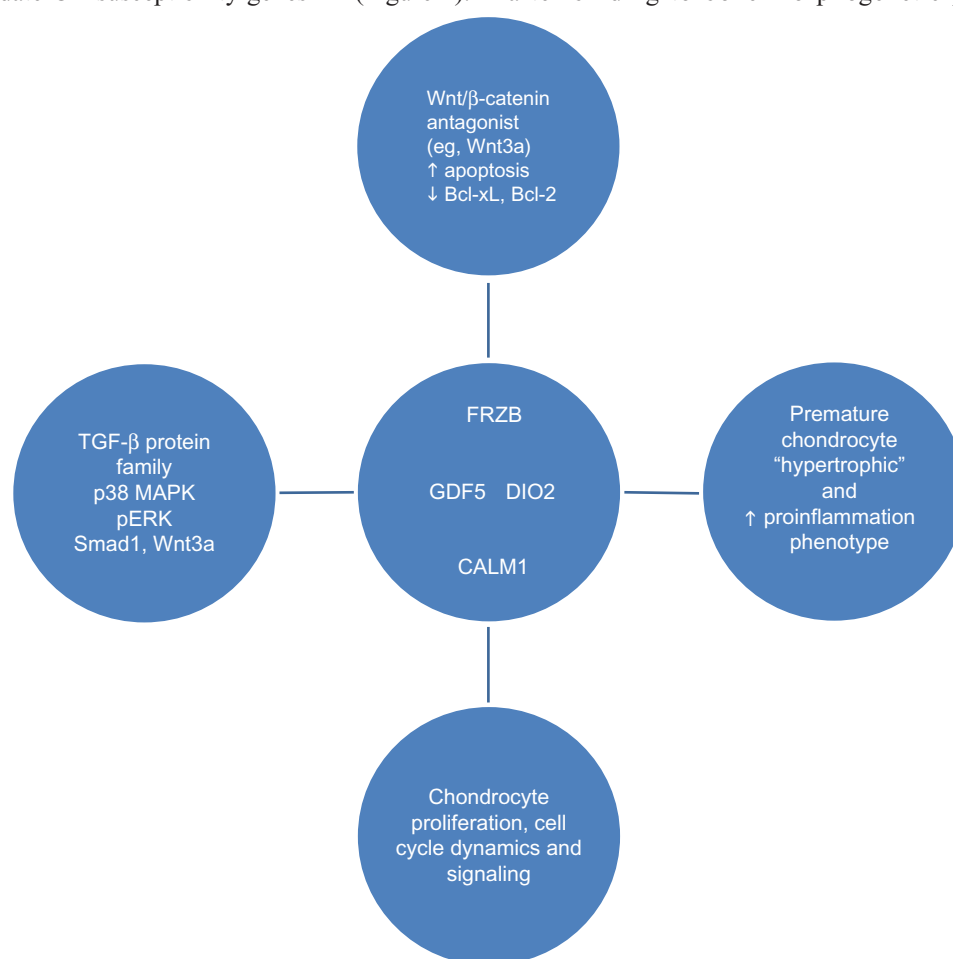 Wnt/β-catenin
antagonist
(eg, Wnt3a)
↑ apoptosis
↓ Bcl-xL, Bcl-2
FRZB
GDF5 DIO2
CALM1
TGF-β protein
family
p38 MAPK
pERK
Smad1, Wnt3a
Premature
chondrocyte
“hypertrophic”
and
↑ proinflammation
phenotype
Chondrocyte
proliferation, cell
cycle dynamics and
signaling